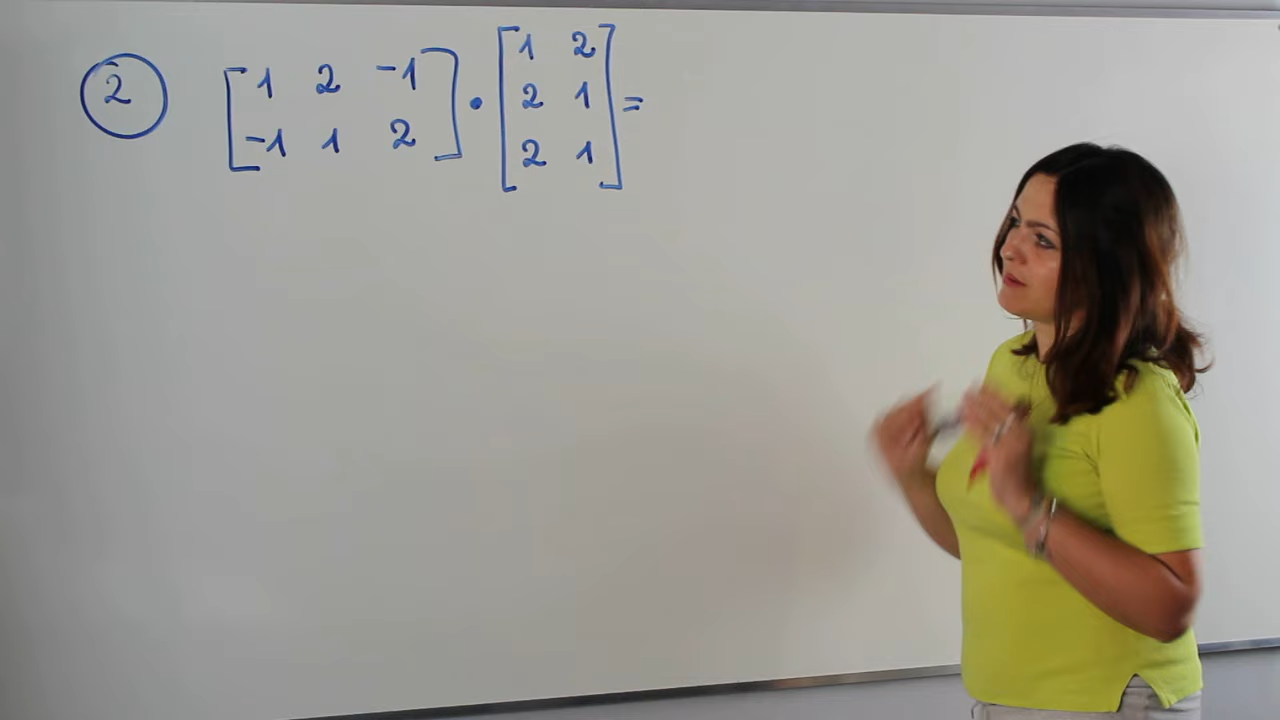 ② [1 2 -1
-1 1 2] · [1 2
2 1
2 1] =